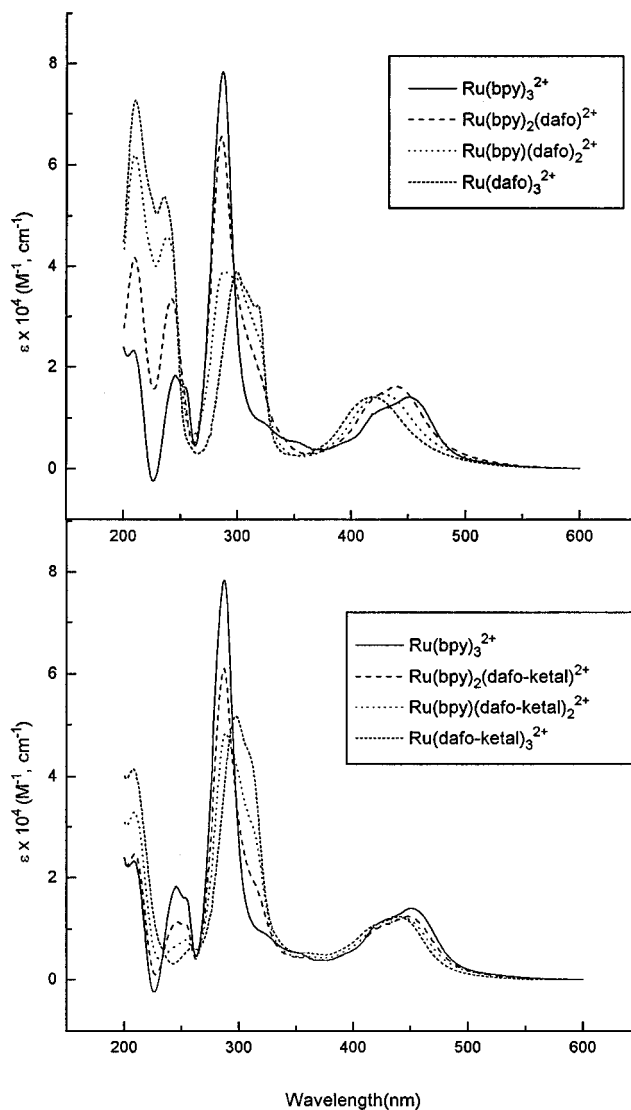 8
6
4
2
0
ε x 10⁴ (M⁻¹, cm⁻¹)
Ru(bpy)₃²⁺
Ru(bpy)₂(dafo)²⁺
Ru(bpy)(dafo)₂²⁺
Ru(dafo)₃²⁺
200 300 400 500 600
8
6
4
2
0
ε x 10⁴ (M⁻¹, cm⁻¹)
Ru(bpy)₃²⁺
Ru(bpy)₂(dafo-ketal)²⁺
Ru(bpy)(dafo-ketal)₂²⁺
Ru(dafo-ketal)₃²⁺
200 300 400 500 600
Wavelength(nm)